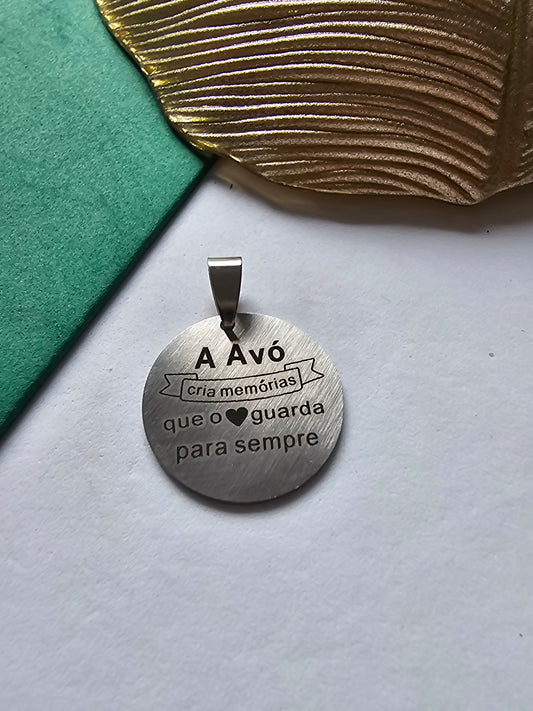 A Avó
cria memórias
que o ♥ guarda
para sempre